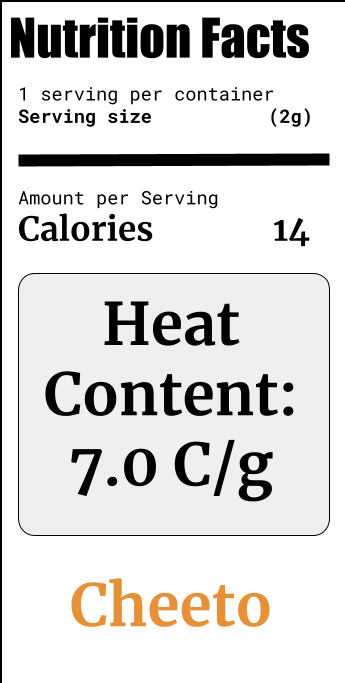 Nutrition Facts
1 serving per container
Serving size (2g)
Amount per Serving
Calories 14
Heat
Content:
7.0 C/g
Cheeto